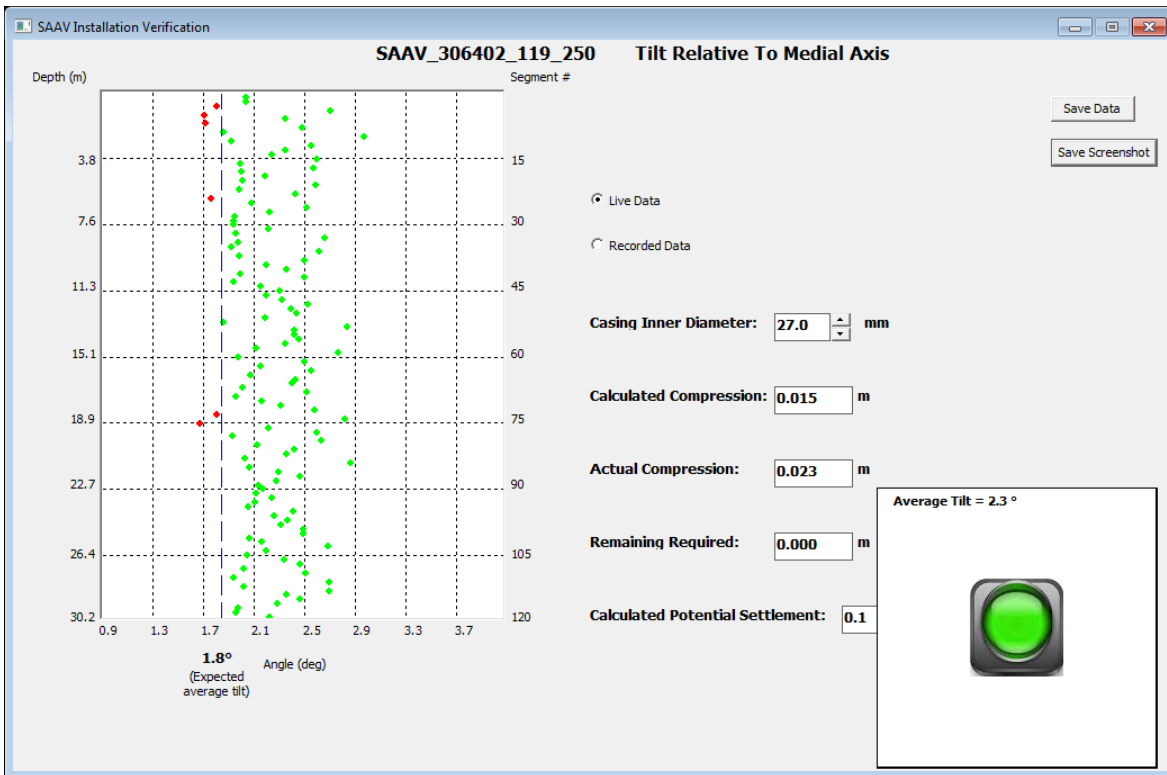 SAAV Installation Verification
SAAV_306402_119_250 Tilt Relative To Medial Axis
Depth (m)
Segment #
Save Data
Save Screenshot
3.8
15
7.6
30
11.3
45
15.1
60
18.9
75
22.7
90
26.4
105
30.2
120
0.9 1.3 1.7 2.1 2.5 2.9 3.3 3.7
1.8°
(Expected
average tilt)
Angle (deg)
Live Data
Recorded Data
Casing Inner Diameter: 27.0 mm
Calculated Compression: 0.015 m
Actual Compression: 0.023 m
Remaining Required: 0.000 m
Calculated Potential Settlement: 0.1
Average Tilt = 2.3 °